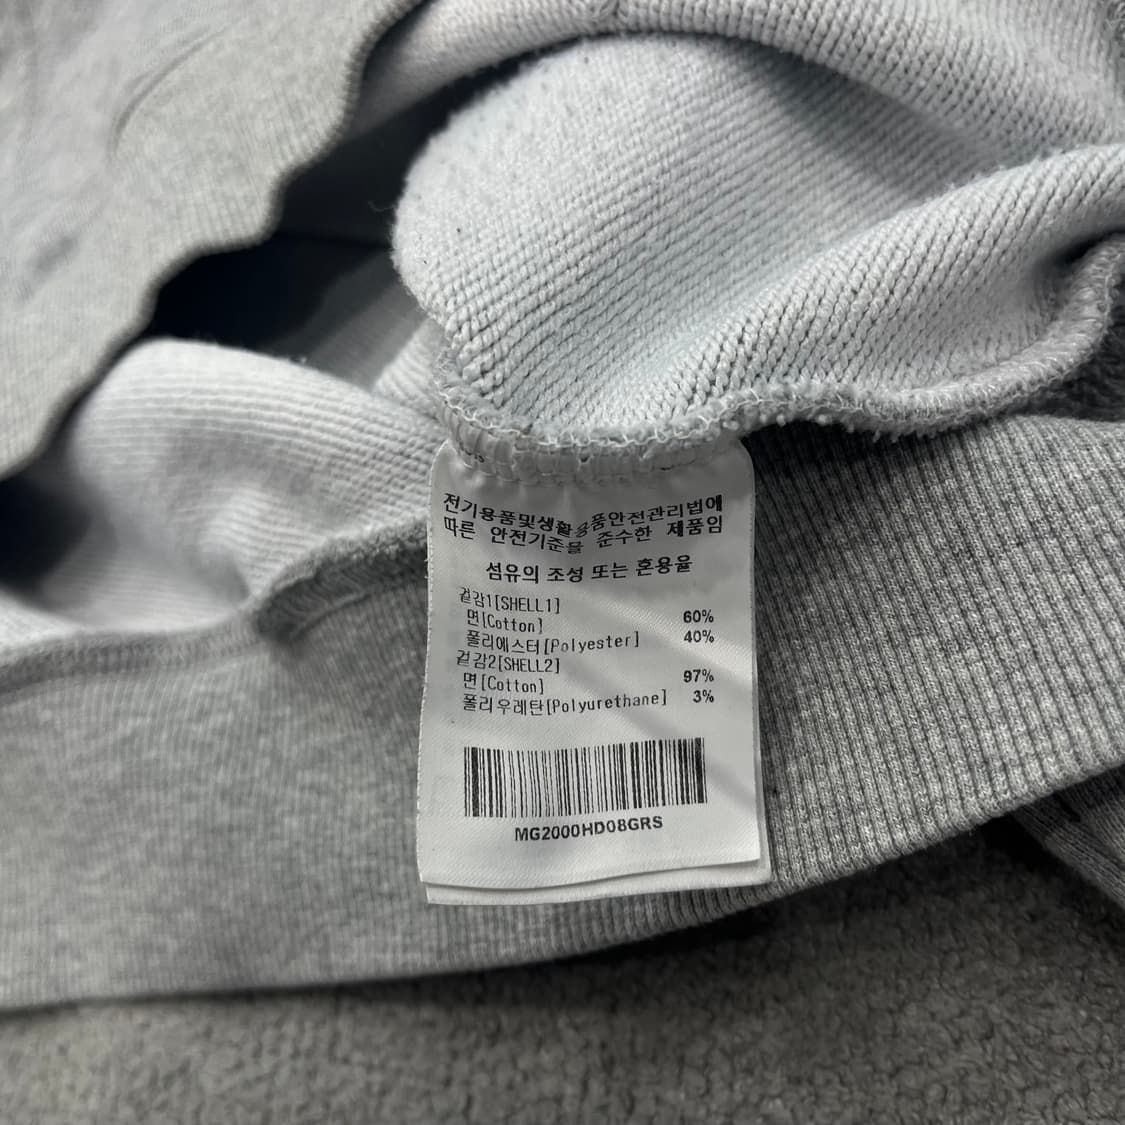 전기용품및생활용품안전관리법에
따른 안전기준을 준수한 제품임
섬유의 조성 또는 혼용율
겉감1[SHELL1]
면[Cotton] 60%
폴리에스터[Polyester] 40%
겉감2[SHELL2]
면[Cotton] 97%
폴리우레탄[Polyurethane] 3%
MG2000HD08GRS